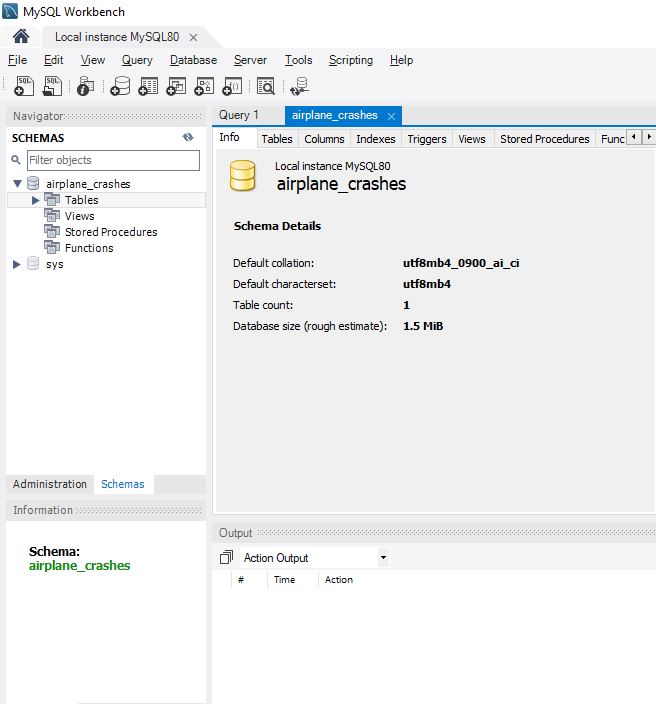 MySQL Workbench
Local instance MySQL80
File Edit View Query Database Server Tools Scripting Help
SQL SQL
Navigator
SCHEMAS
Filter objects
airplane_crashes
Tables
Views
Stored Procedures
Functions
sys
Administration Schemas
Information
Schema:
airplane_crashes
Query 1 airplane_crashes
Info Tables Columns Indexes Triggers Views Stored Procedures Func
Local instance MySQL80
airplane_crashes
Schema Details
Default collation: utf8mb4_0900_ai_ci
Default characterset: utf8mb4
Table count: 1
Database size (rough estimate): 1.5 MiB
Output
Action Output
# Time Action